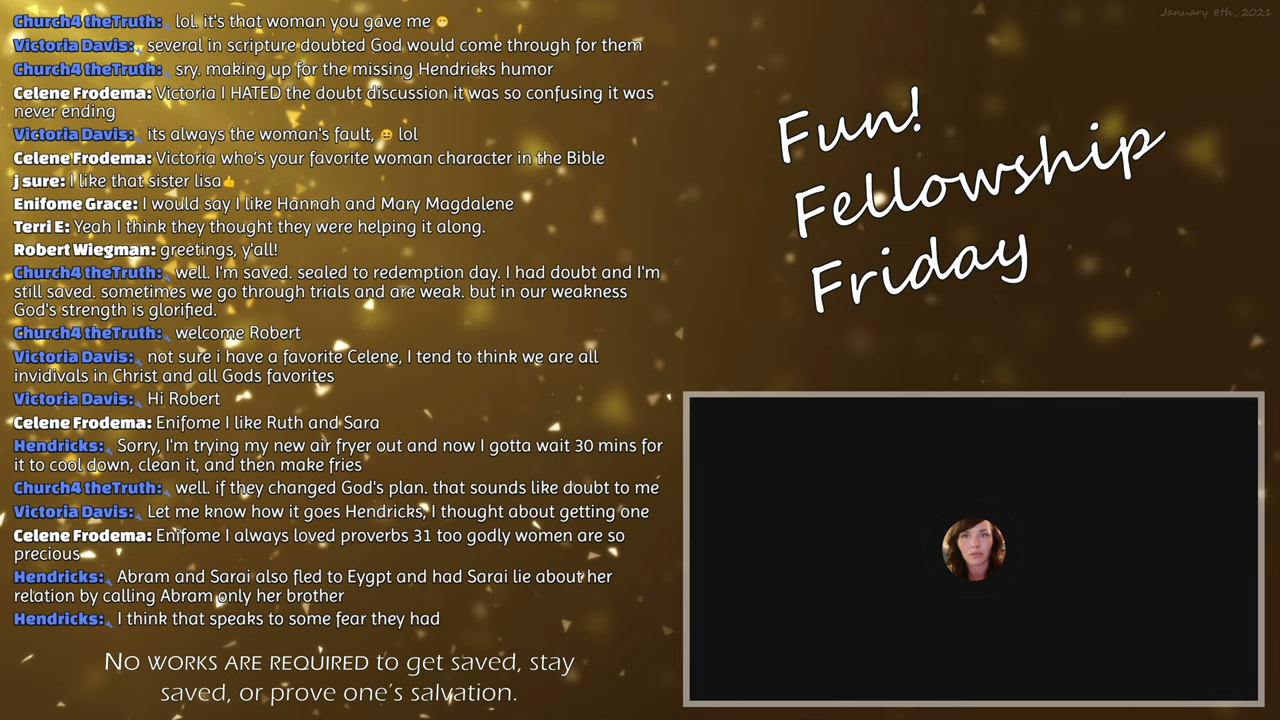 Church4 theTruth: lol. it's that woman you gave me 😁
Victoria Davis: several in scripture doubted God would come through for them
Church4 theTruth: sry. making up for the missing Hendricks humor
Celene Frodema: Victoria I HATED the doubt discussion it was so confusing it was
never ending
Victoria Davis: its always the woman's fault, 😄 lol
Celene Frodema: Victoria who's your favorite woman character in the Bible
j sure: I like that sister lisa👍
Enifome Grace: I would say I like Hannah and Mary Magdalene
Terri E: Yeah I think they thought they were helping it along.
Robert Wiegman: greetings, y'all!
Church4 theTruth: well. I'm saved. sealed to redemption day. I had doubt and I'm
still saved. sometimes we go through trials and are weak. but in our weakness
God's strength is glorified.
Church4 theTruth: welcome Robert
Victoria Davis: not sure i have a favorite Celene, I tend to think we are all
invidivals in Christ and all Gods favorites
Victoria Davis: Hi Robert
Celene Frodema: Enifome I like Ruth and Sara
Hendricks: Sorry, I'm trying my new air fryer out and now I gotta wait 30 mins for
it to cool down, clean it, and then make fries
Church4 theTruth: well. if they changed God's plan. that sounds like doubt to me
Victoria Davis: Let me know how it goes Hendricks, I thought about getting one
Celene Frodema: Enifome I always loved proverbs 31 too godly women are so
precious
Hendricks: Abram and Sarai also fled to Eygpt and had Sarai lie about her
relation by calling Abram only her brother
Hendricks: I think that speaks to some fear they had
NO WORKS ARE REQUIRED to get saved, stay
saved, or prove one's salvation.
January 8th, 2021
Fun!
Fellowship
Friday